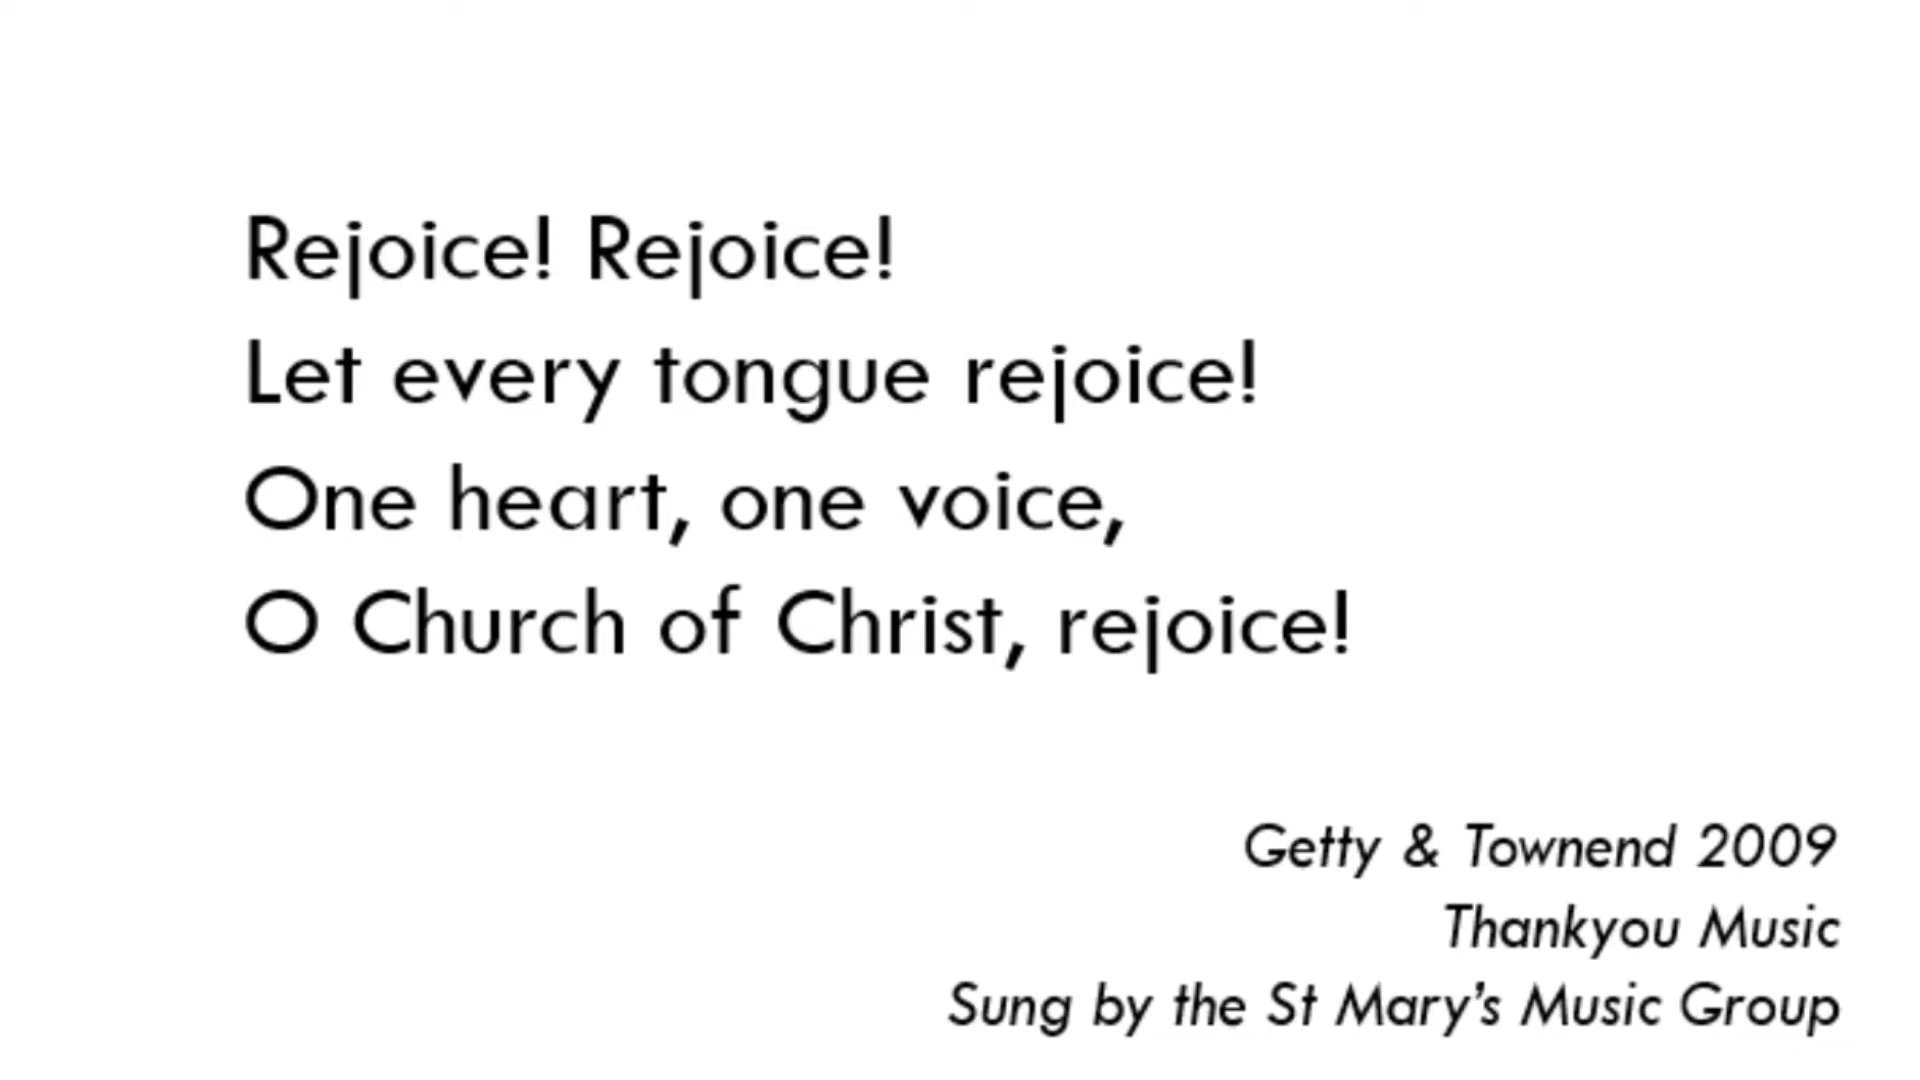 Rejoice! Rejoice!
Let every tongue rejoice!
One heart, one voice,
O Church of Christ, rejoice!
Getty & Townend 2009
Thankyou Music
Sung by the St Mary’s Music Group